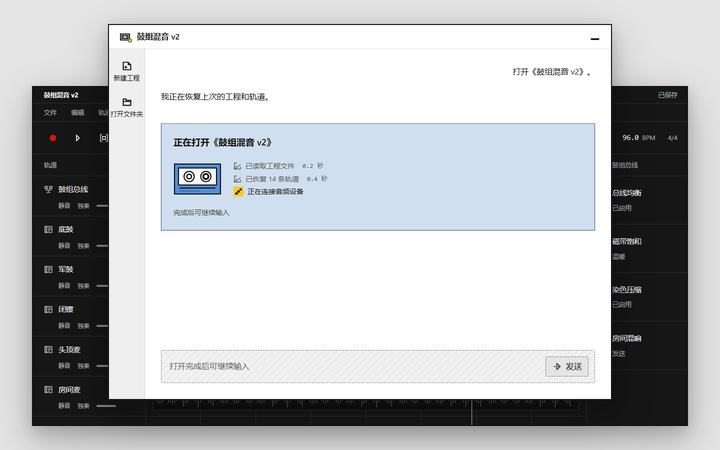 鼓组混音 v2
新建工程
打开文件夹
打开《鼓组混音 v2》。
我正在恢复上次的工程和轨道。
正在打开《鼓组混音 v2》
已读取工程文件 0.2 秒
已恢复 14 条轨道 0.4 秒
正在连接音频设备
完成后可继续输入
打开完成后可继续输入
发送
鼓组混音 v2
已保存
文件 编辑
96.0 BPM 4/4
轨道
鼓组总线
静音 独奏
底鼓
静音 独奏
军鼓
静音 独奏
闭镲
静音 独奏
头顶麦
静音 独奏
房间麦
静音 独奏
鼓组总线
总线均衡
已启用
磁带饱和
温暖
染色压缩
已启用
房间混响
发送